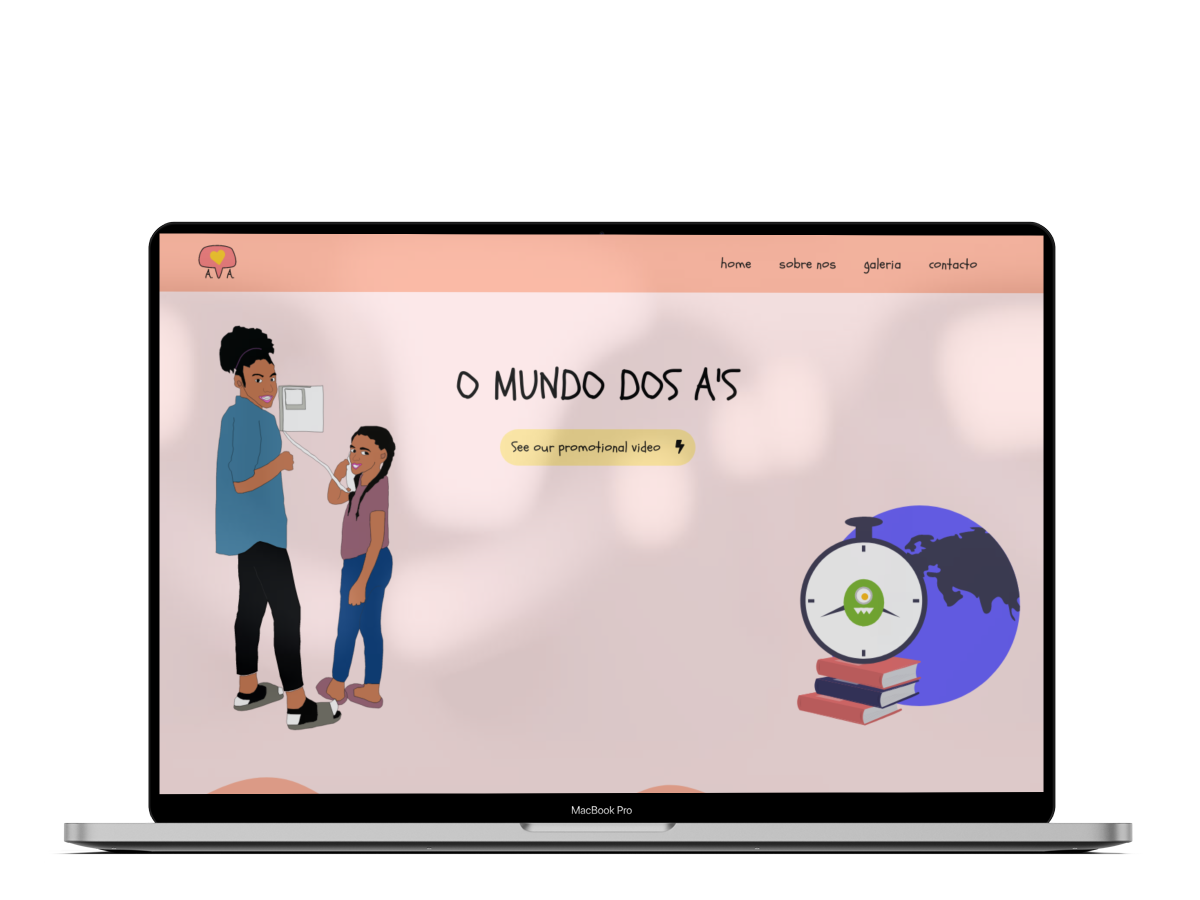 A. A.
home sobre nos galeria contacto
O MUNDO DOS A'S
See our promotional video
MacBook Pro